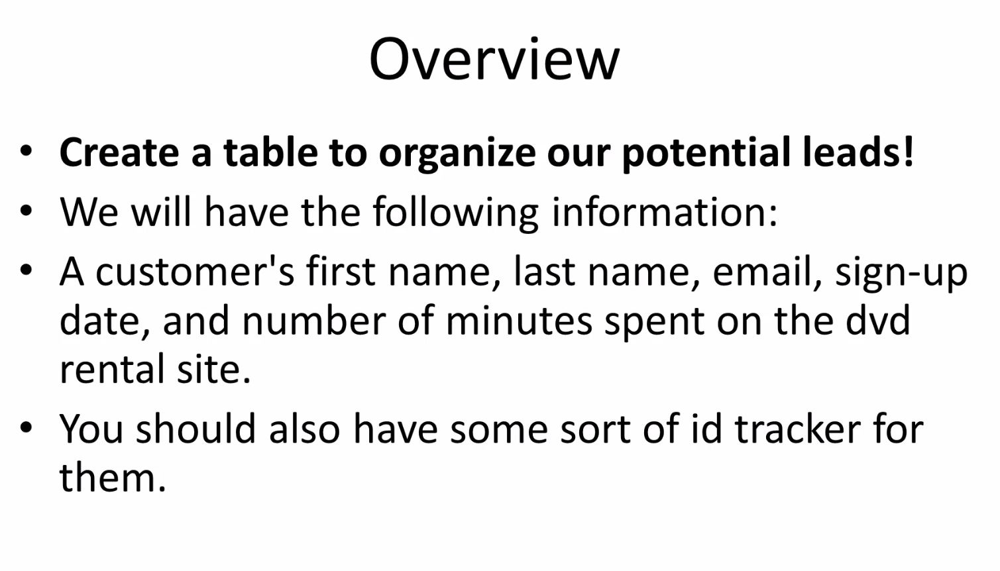 Overview
• Create a table to organize our potential leads!
• We will have the following information:
• A customer's first name, last name, email, sign-up
date, and number of minutes spent on the dvd
rental site.
• You should also have some sort of id tracker for
them.